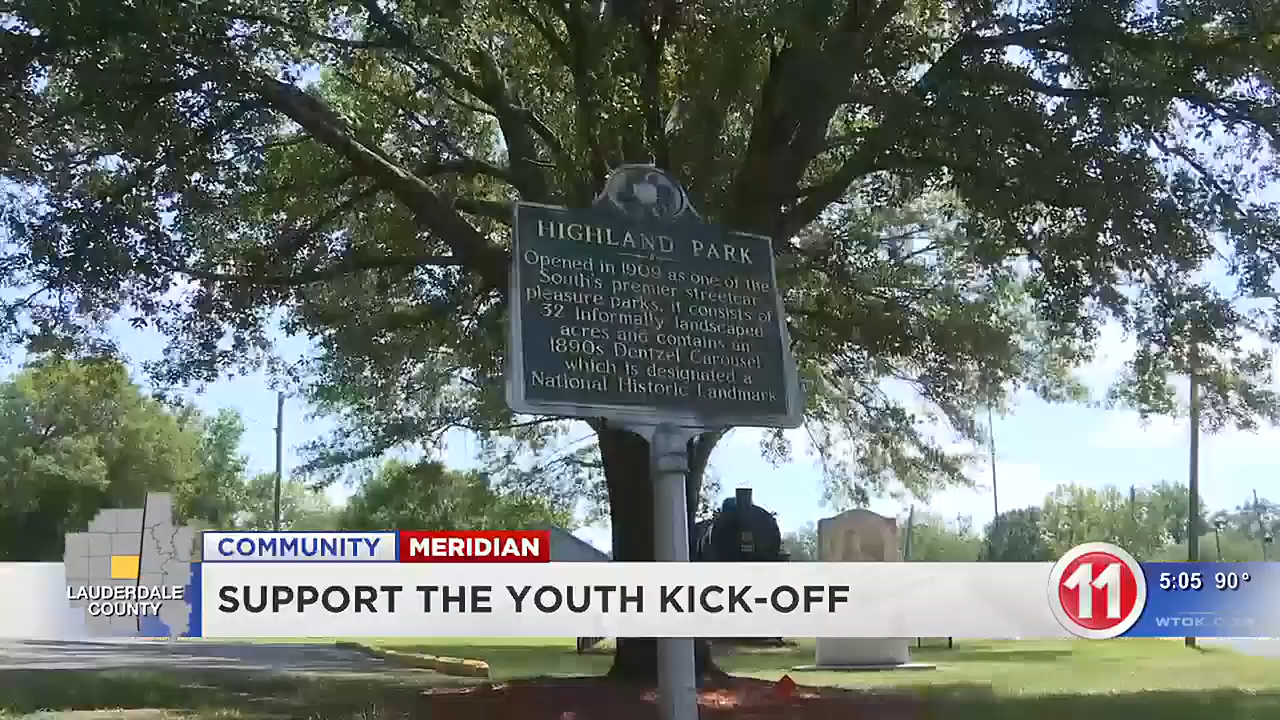 HIGHLAND PARK
Opened in 1909 as one of the
South's premier streetcar
pleasure parks, it consists of
32 informally landscaped
acres and contains an
1890s Dentzel Carousel
which is designated a
National Historic Landmark
COMMUNITY MERIDIAN
LAUDERDALE
COUNTY
SUPPORT THE YOUTH KICK-OFF
11
5:05 90°